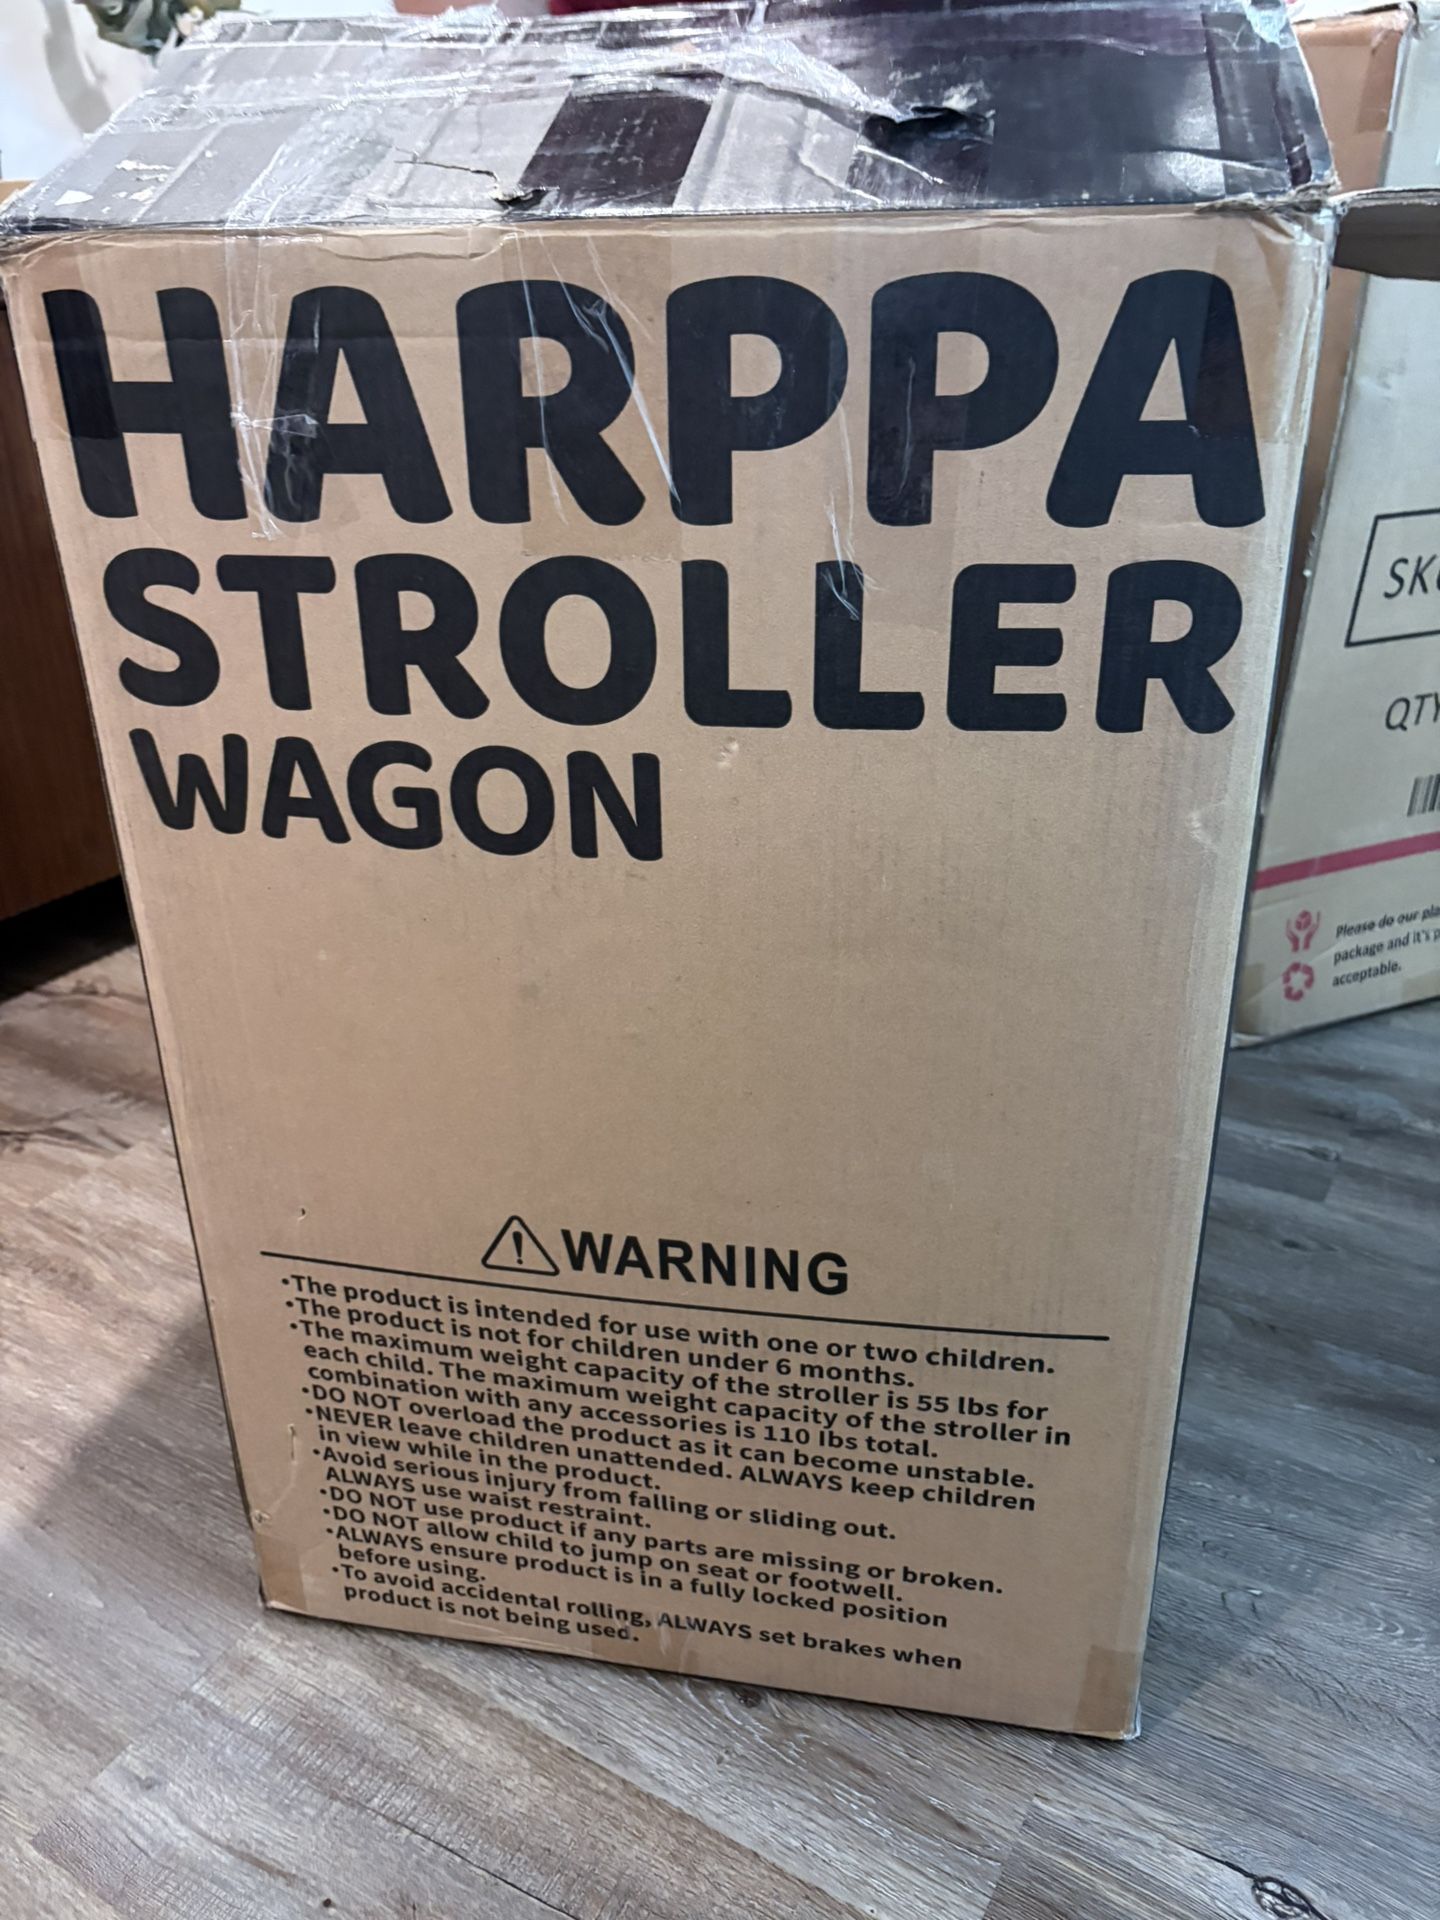 HARPPA
STROLLER
WAGON
WARNING
•The product is intended for use with one or two children.
•The product is not for children under 6 months.
•The maximum weight capacity of the stroller is 55 lbs for
each child. The maximum weight capacity of the stroller in
combination with any accessories is 110 lbs total.
•DO NOT overload the product as it can become unstable.
•NEVER leave children unattended. ALWAYS keep children
in view while in the product.
•Avoid serious injury from falling or sliding out.
ALWAYS use waist restraint.
•DO NOT use product if any parts are missing or broken.
•DO NOT allow child to jump on seat or footwell.
•ALWAYS ensure product is in a fully locked position
before using.
•To avoid accidental rolling, ALWAYS set brakes when
product is not being used.
QTY
Please do our
package and it's
acceptable.